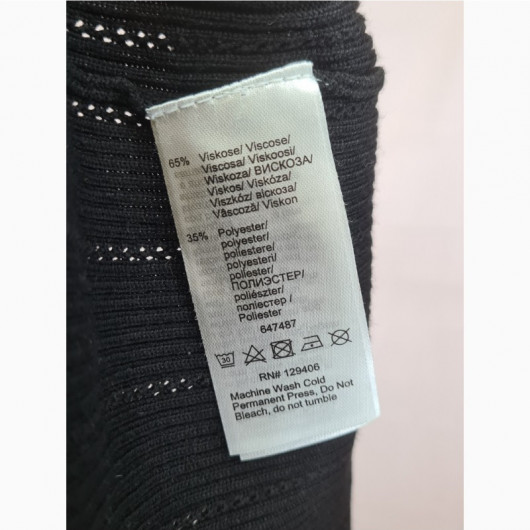 65% Viskose/ Viscose/
Viscosa/ Viskoosi/
Wiskoza/ ВИСКОЗА/
Viskos/ Viskóza/
Viszkóz/ віскоза/
Vâscoză/ Viskon
35% Polyester/
polyester/
poliestere/
polyesteri/
poliester/
ПОЛИЭСТЕР/
poliészter/
поліестер /
Poliester
647487
30
RN# 129406
Machine Wash Cold
Permanent Press, Do Not
Bleach, do not tumble